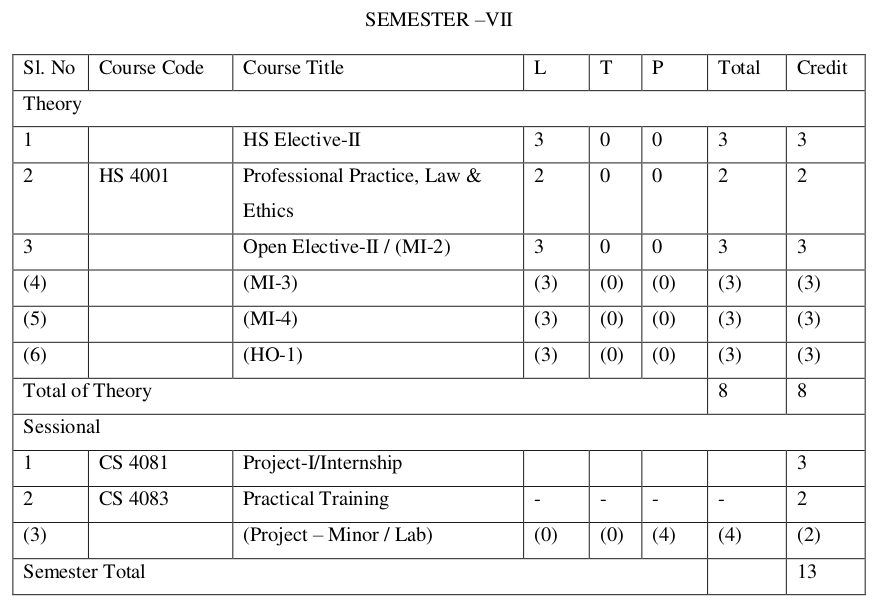 SEMESTER –VII
Sl. No Course Code Course Title L T P Total Credit
Theory
1 HS Elective-II 3 0 0 3 3
2 HS 4001 Professional Practice, Law & 2 0 0 2 2
Ethics
3 Open Elective-II / (MI-2) 3 0 0 3 3
(4) (MI-3) (3) (0) (0) (3) (3)
(5) (MI-4) (3) (0) (0) (3) (3)
(6) (HO-1) (3) (0) (0) (3) (3)
Total of Theory 8 8
Sessional
1 CS 4081 Project-I/Internship 3
2 CS 4083 Practical Training - - - - 2
(3) (Project – Minor / Lab) (0) (0) (4) (4) (2)
Semester Total 13